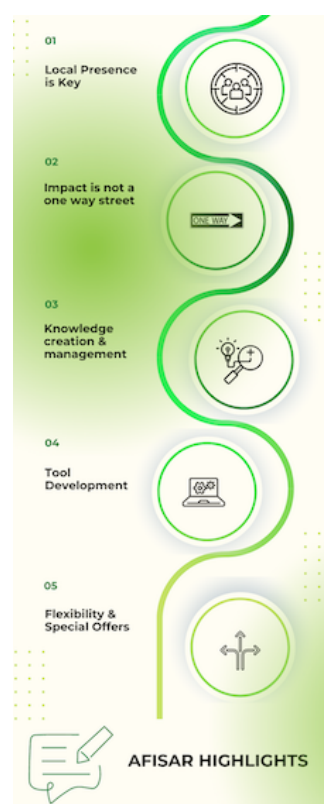 01
Local Presence
is Key
02
Impact is not a
one way street
ONE WAY
03
Knowledge
creation &
management
04
Tool
Development
05
Flexibility &
Special Offers
AFISAR HIGHLIGHTS